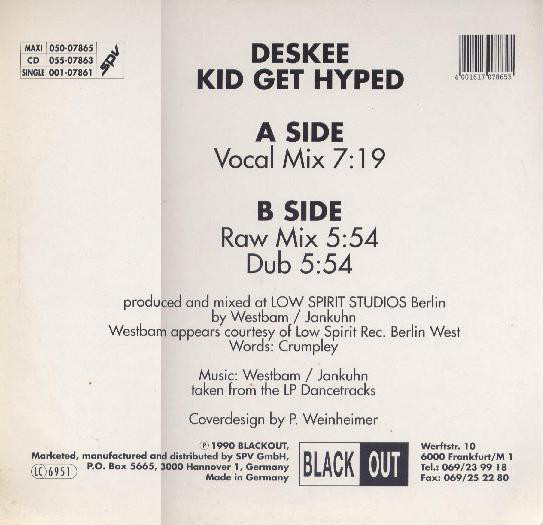 MAXI 050-07865
CD 055-07863
SINGLE 001-07861
spv
DESKEE
KID GET HYPED
4 001617 078655
A SIDE
Vocal Mix 7:19
B SIDE
Raw Mix 5:54
Dub 5:54
produced and mixed at LOW SPIRIT STUDIOS Berlin
by Westbam / Jankuhn
Westbam appears courtesy of Low Spirit Rec. Berlin West
Words: Crumpley
Music: Westbam / Jankuhn
taken from the LP Dancetracks
Coverdesign by P. Weinheimer
℗ 1990 BLACKOUT,
Marketed, manufactured and distributed by SPV GmbH,
P.O. Box 5665, 3000 Hannover 1, Germany
Made in Germany
LC 6951
BLACK OUT
Werftstr. 10
6000 Frankfurt/M 1
Tel.: 069/23 99 18
Fax: 069/25 22 80